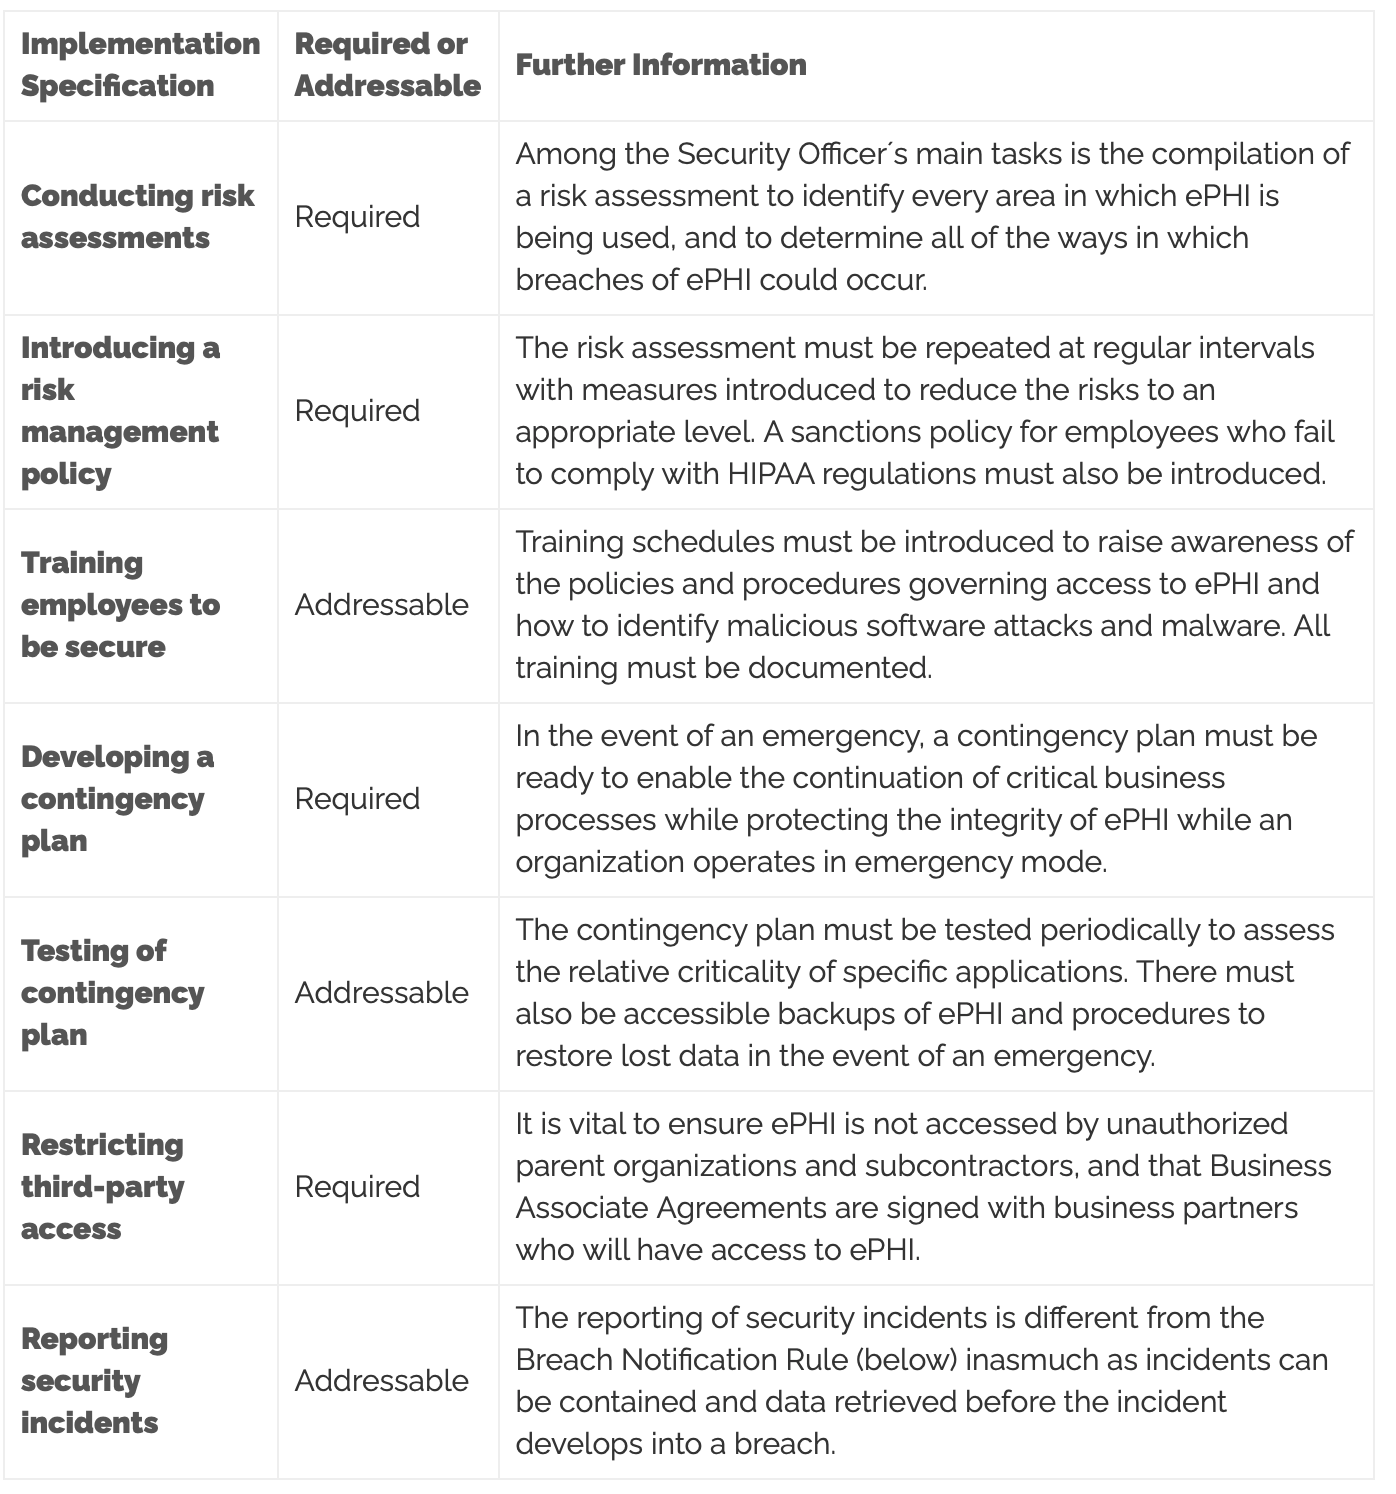 Implementation
Specification
Required or
Addressable
Further Information
Conducting risk
assessments
Required
Among the Security Officer´s main tasks is the compilation of
a risk assessment to identify every area in which ePHI is
being used, and to determine all of the ways in which
breaches of ePHI could occur.
Introducing a
risk
management
policy
Required
The risk assessment must be repeated at regular intervals
with measures introduced to reduce the risks to an
appropriate level. A sanctions policy for employees who fail
to comply with HIPAA regulations must also be introduced.
Training
employees to
be secure
Addressable
Training schedules must be introduced to raise awareness of
the policies and procedures governing access to ePHI and
how to identify malicious software attacks and malware. All
training must be documented.
Developing a
contingency
plan
Required
In the event of an emergency, a contingency plan must be
ready to enable the continuation of critical business
processes while protecting the integrity of ePHI while an
organization operates in emergency mode.
Testing of
contingency
plan
Addressable
The contingency plan must be tested periodically to assess
the relative criticality of specific applications. There must
also be accessible backups of ePHI and procedures to
restore lost data in the event of an emergency.
Restricting
third-party
access
Required
It is vital to ensure ePHI is not accessed by unauthorized
parent organizations and subcontractors, and that Business
Associate Agreements are signed with business partners
who will have access to ePHI.
Reporting
security
incidents
Addressable
The reporting of security incidents is different from the
Breach Notification Rule (below) inasmuch as incidents can
be contained and data retrieved before the incident
develops into a breach.